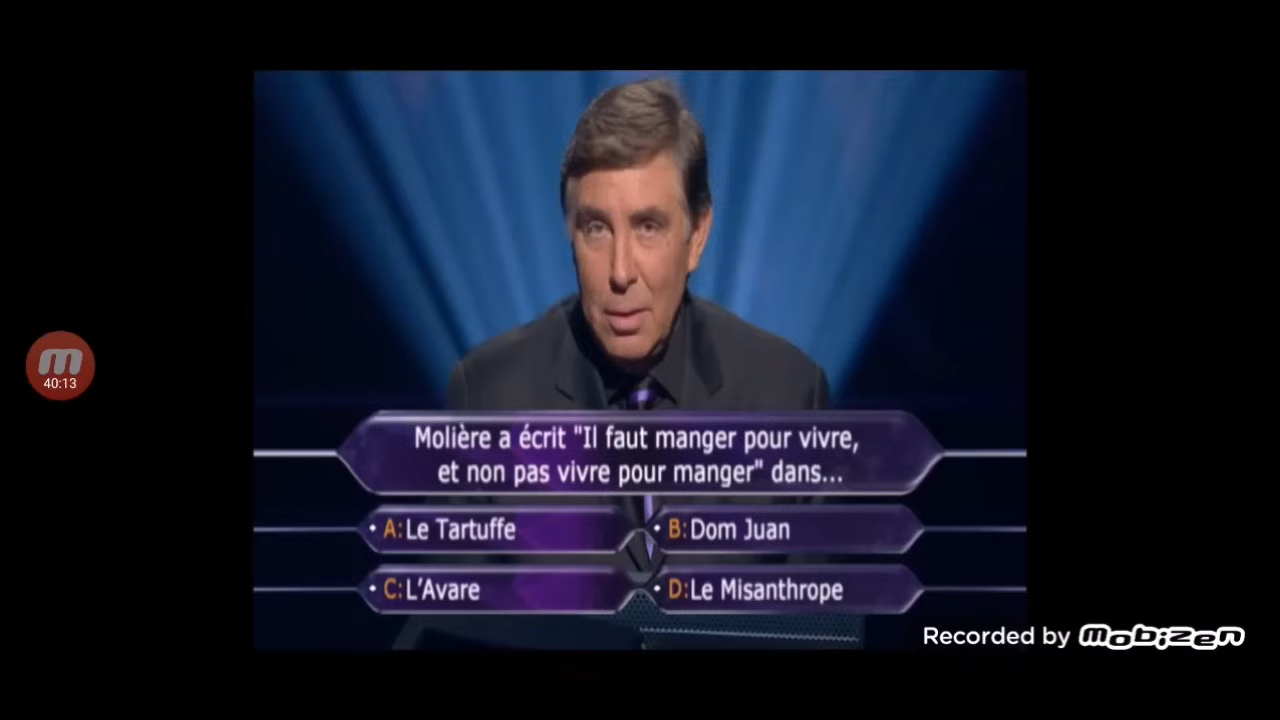 Molière a écrit "Il faut manger pour vivre,
et non pas vivre pour manger" dans...
A: Le Tartuffe
B: Dom Juan
C: L'Avare
D: Le Misanthrope
40:13
Recorded by mobizen